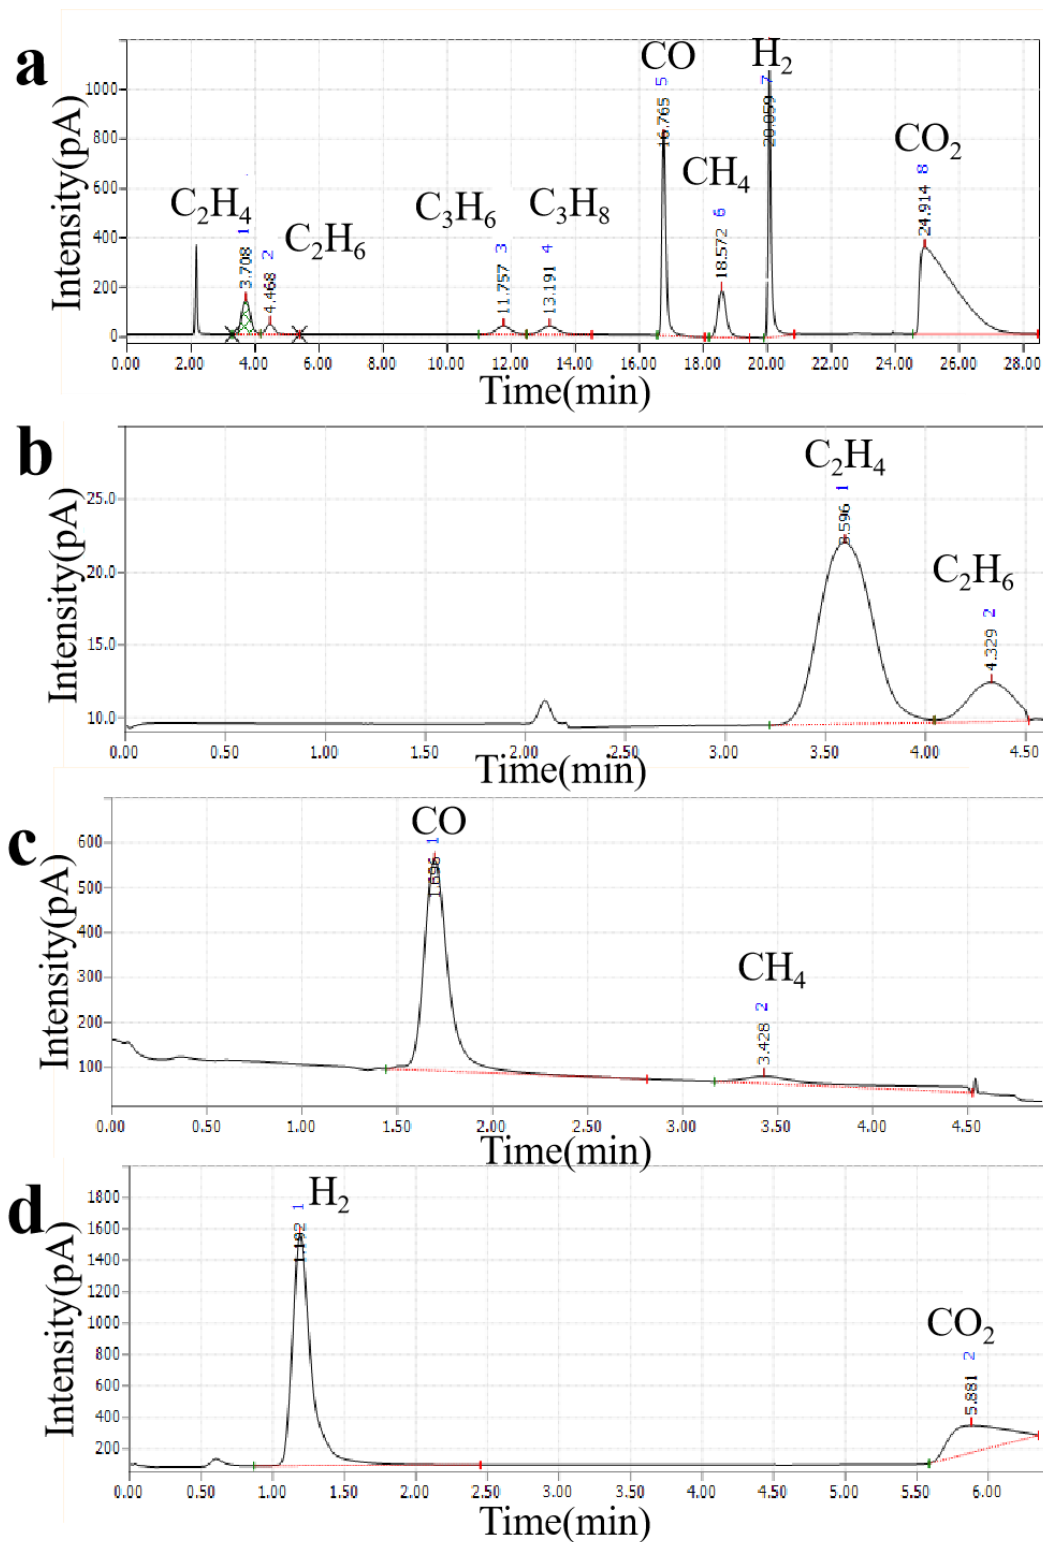 a
Intensity(pA)
1000
800
600
400
200
0
C2H4
1
3.708
2
4.468
C2H6
C3H6
3
11.757
C3H8
4
13.191
CO
5
16.765
CH4
6
18.572
H2
7
20.059
CO2
8
24.914
0.00 2.00 4.00 6.00 8.00 10.00 12.00 14.00 16.00 18.00 20.00 22.00 24.00 26.00 28.00
Time(min)
b
Intensity(pA)
25.0
20.0
15.0
10.0
C2H4
1
3.596
C2H6
2
4.329
0.00 0.50 1.00 1.50 2.00 2.50 3.00 3.50 4.00 4.50
Time(min)
c
Intensity(pA)
600
500
400
300
200
100
CO
1
1.696
CH4
2
3.428
0.00 0.50 1.00 1.50 2.00 2.50 3.00 3.50 4.00 4.50
Time(min)
d
Intensity(pA)
1800
1600
1400
1200
1000
800
600
400
200
H2
1
1.192
CO2
2
5.881
0.00 0.50 1.00 1.50 2.00 2.50 3.00 3.50 4.00 4.50 5.00 5.50 6.00
Time(min)